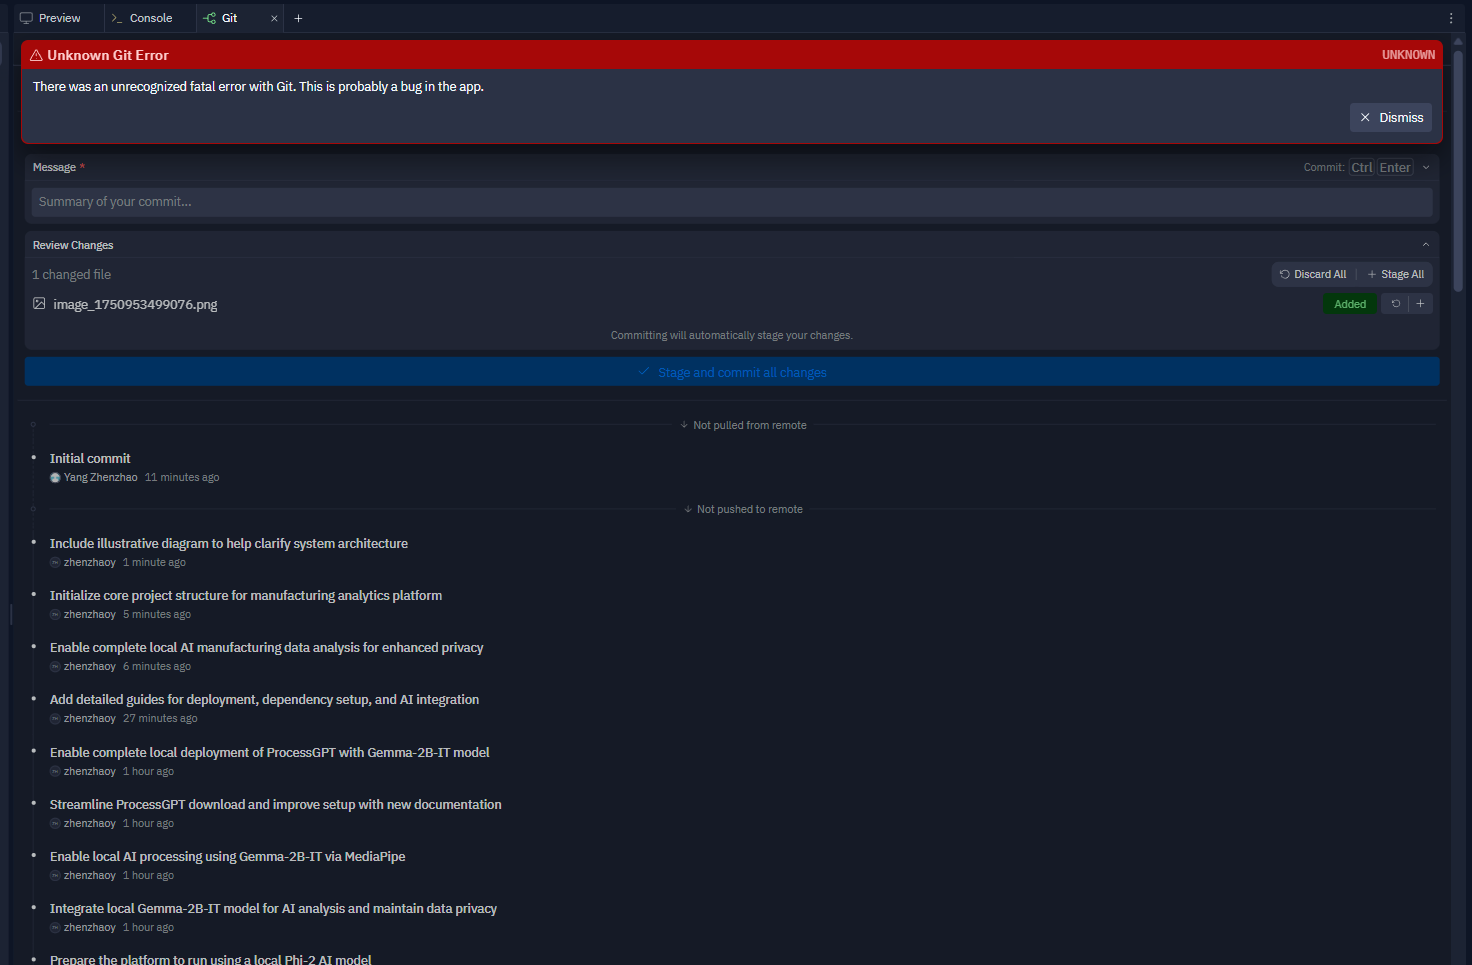 Preview
Console
Git
Unknown Git Error
UNKNOWN
There was an unrecognized fatal error with Git. This is probably a bug in the app.
Dismiss
Message *
Commit: Ctrl Enter
Summary of your commit...
Review Changes
1 changed file
Discard All
Stage All
image_1750953499076.png
Added
Committing will automatically stage your changes.
Stage and commit all changes
Not pulled from remote
Initial commit
Yang Zhenzhao 11 minutes ago
Not pushed to remote
Include illustrative diagram to help clarify system architecture
zhenzhaoy 1 minute ago
Initialize core project structure for manufacturing analytics platform
zhenzhaoy 5 minutes ago
Enable complete local AI manufacturing data analysis for enhanced privacy
zhenzhaoy 6 minutes ago
Add detailed guides for deployment, dependency setup, and AI integration
zhenzhaoy 27 minutes ago
Enable complete local deployment of ProcessGPT with Gemma-2B-IT model
zhenzhaoy 1 hour ago
Streamline ProcessGPT download and improve setup with new documentation
zhenzhaoy 1 hour ago
Enable local AI processing using Gemma-2B-IT via MediaPipe
zhenzhaoy 1 hour ago
Integrate local Gemma-2B-IT model for AI analysis and maintain data privacy
zhenzhaoy 1 hour ago
Prepare the platform to run using a local Phi-2 AI model